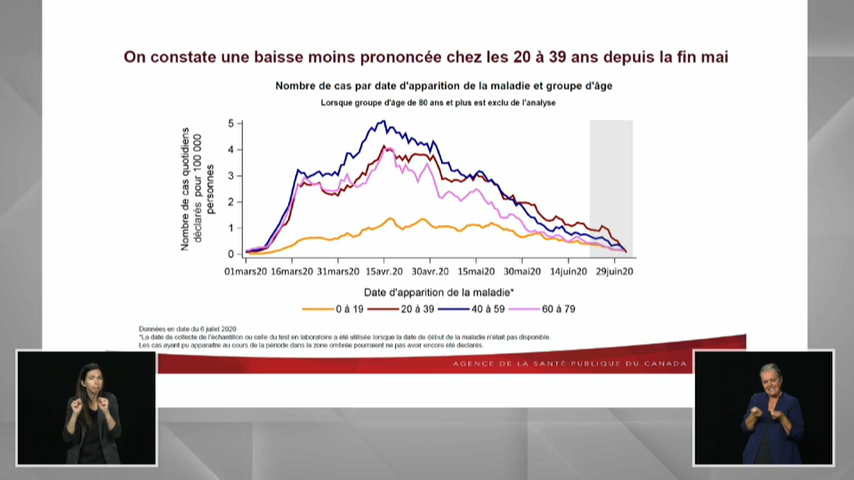 On constate une baisse moins prononcée chez les 20 à 39 ans depuis la fin mai
Nombre de cas par date d'apparition de la maladie et groupe d'âge
Lorsque groupe d'âge de 80 ans et plus est exclu de l'analyse
Nombre de cas quotidiens
déclarés pour 100 000
personnes
5
4
3
2
1
0
01mars20 16mars20 31mars20 15avr.20 30avr.20 15mai20 30mai20 14juin20 29juin20
Date d'apparition de la maladie*
0 à 19 20 à 39 40 à 59 60 à 79
Données en date du 6 juilet 2020
*La date de collecte de l'échantillon ou celle du test en laboratoire a été utilisée lorsque la date de début de la maladie n'était pas disponible.
Les cas ayant pu apparaître au cours de la période dans la zone ombrée pourraient ne pas avoir encore été déclarés.
AGENCE DE LA SANTÉ PUBLIQUE DU CANADA